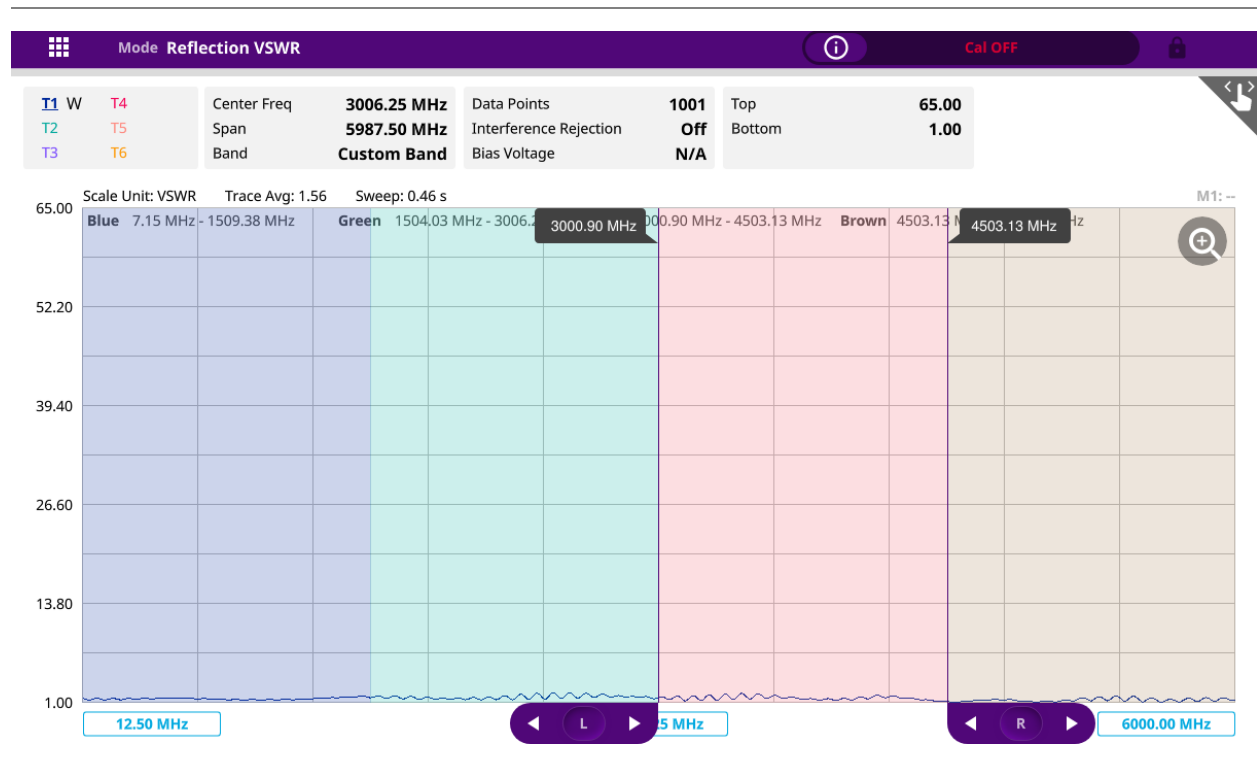 Mode Reflection VSWR Cal OFF
T1 W T4 Center Freq 3006.25 MHz Data Points 1001 Top 65.00
T2 T5 Span 5987.50 MHz Interference Rejection Off Bottom 1.00
T3 T6 Band Custom Band Bias Voltage N/A
Scale Unit: VSWR Trace Avg: 1.56 Sweep: 0.46 s M1: --
65.00
Blue 7.15 MHz - 1509.38 MHz Green 1504.03 MHz - 3006.2 3000.90 MHz 00.90 MHz - 4503.13 MHz Brown 4503.13 4503.13 MHz Hz
52.20
39.40
26.60
13.80
1.00
12.50 MHz L 25 MHz R 6000.00 MHz